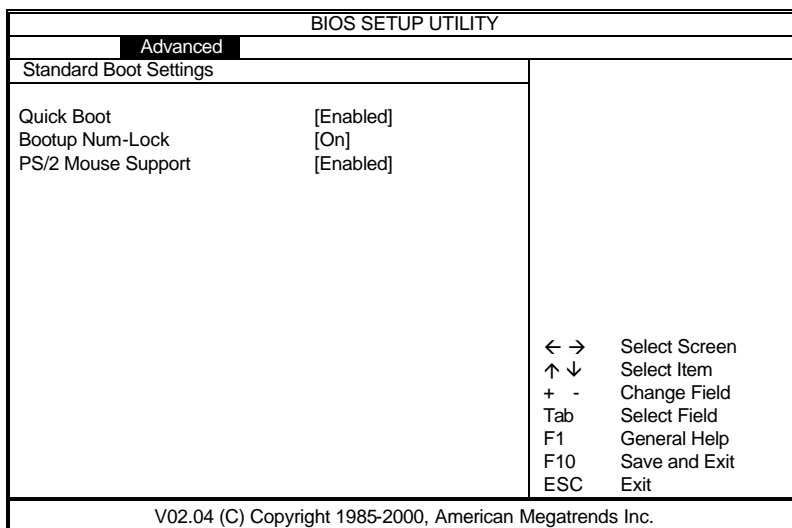 BIOS SETUP UTILITY
Advanced
Standard Boot Settings
Quick Boot [Enabled]
Bootup Num-Lock [On]
PS/2 Mouse Support [Enabled]
← → Select Screen
↑ ↓ Select Item
+ - Change Field
Tab Select Field
F1 General Help
F10 Save and Exit
ESC Exit
V02.04 (C) Copyright 1985-2000, American Megatrends Inc.